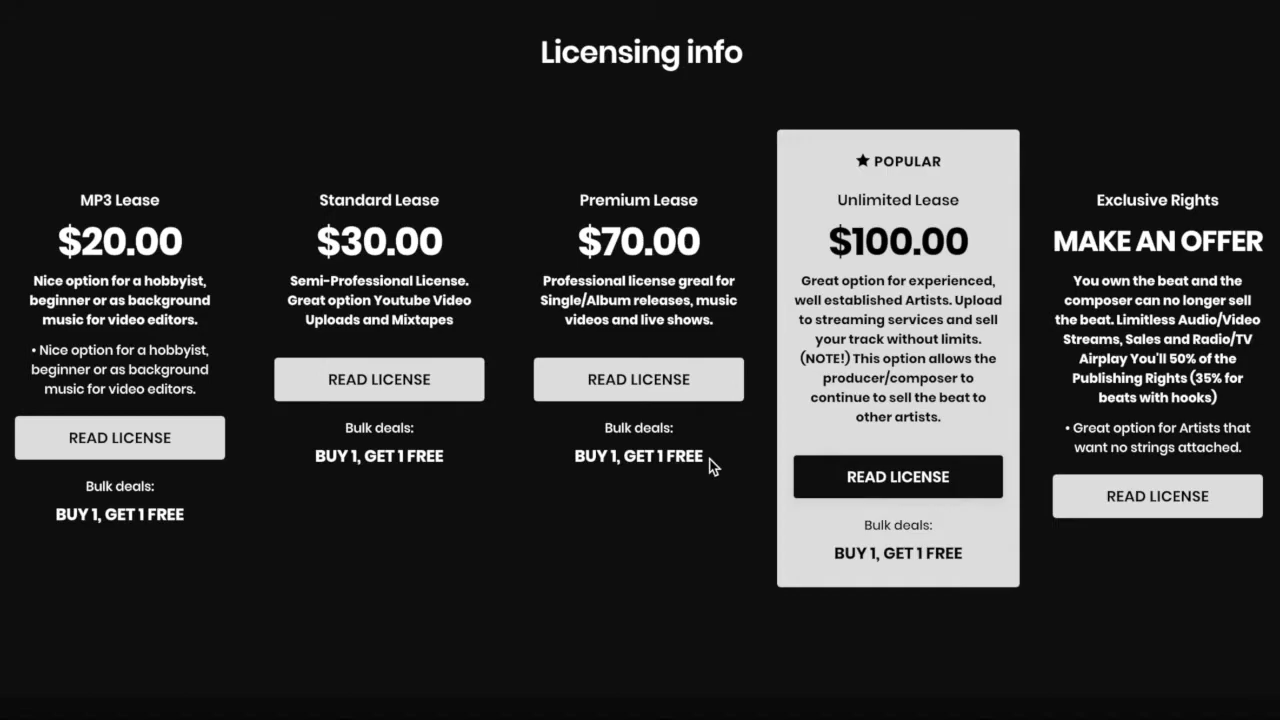 Licensing info
MP3 Lease
$20.00
Nice option for a hobbyist,
beginner or as background
music for video editors.
• Nice option for a hobbyist,
beginner or as background
music for video editors.
READ LICENSE
Bulk deals:
BUY 1, GET 1 FREE
Standard Lease
$30.00
Semi-Professional License.
Great option Youtube Video
Uploads and Mixtapes
READ LICENSE
Bulk deals:
BUY 1, GET 1 FREE
Premium Lease
$70.00
Professional license greal for
Single/Album releases, music
videos and live shows.
READ LICENSE
Bulk deals:
BUY 1, GET 1 FREE
★ POPULAR
Unlimited Lease
$100.00
Great option for experienced,
well established Artists. Upload
to streaming services and sell
your track without limits.
(NOTE!) This option allows the
producer/composer to
continue to sell the beat to
other artists.
READ LICENSE
Bulk deals:
BUY 1, GET 1 FREE
Exclusive Rights
MAKE AN OFFER
You own the beat and the
composer can no longer sell
the beat. Limitless Audio/Video
Streams, Sales and Radio/TV
Airplay You'll 50% of the
Publishing Rights (35% for
beats with hooks)
• Great option for Artists that
want no strings attached.
READ LICENSE